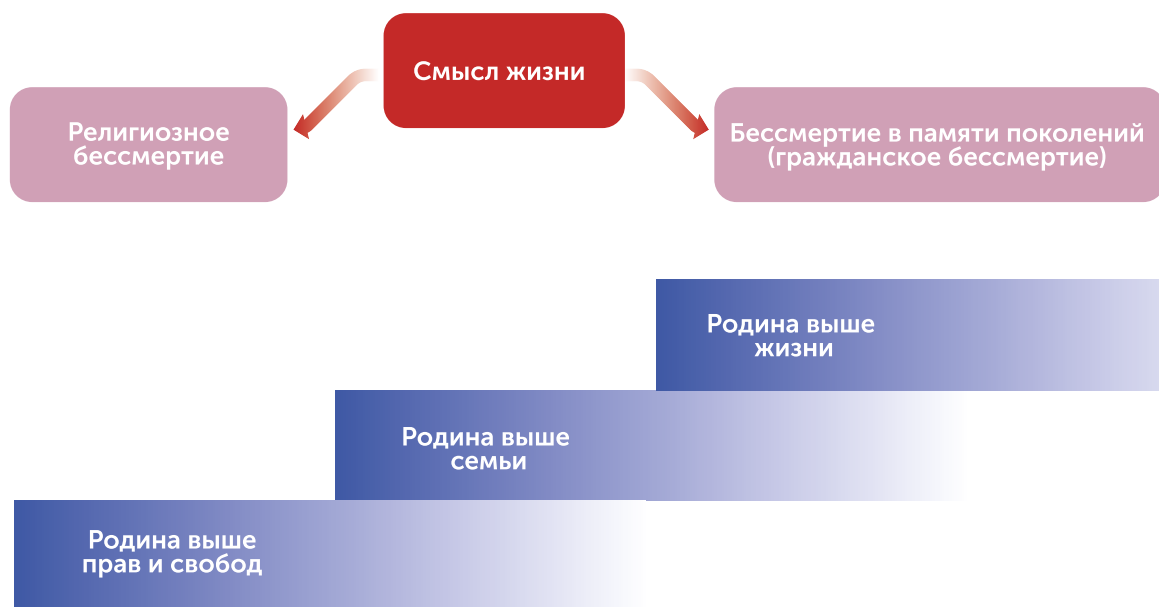 Смысл жизни
Религиозное
бессмертие
Бессмертие в памяти поколений
(гражданское бессмертие)
Родина выше
жизни
Родина выше
семьи
Родина выше
прав и свобод